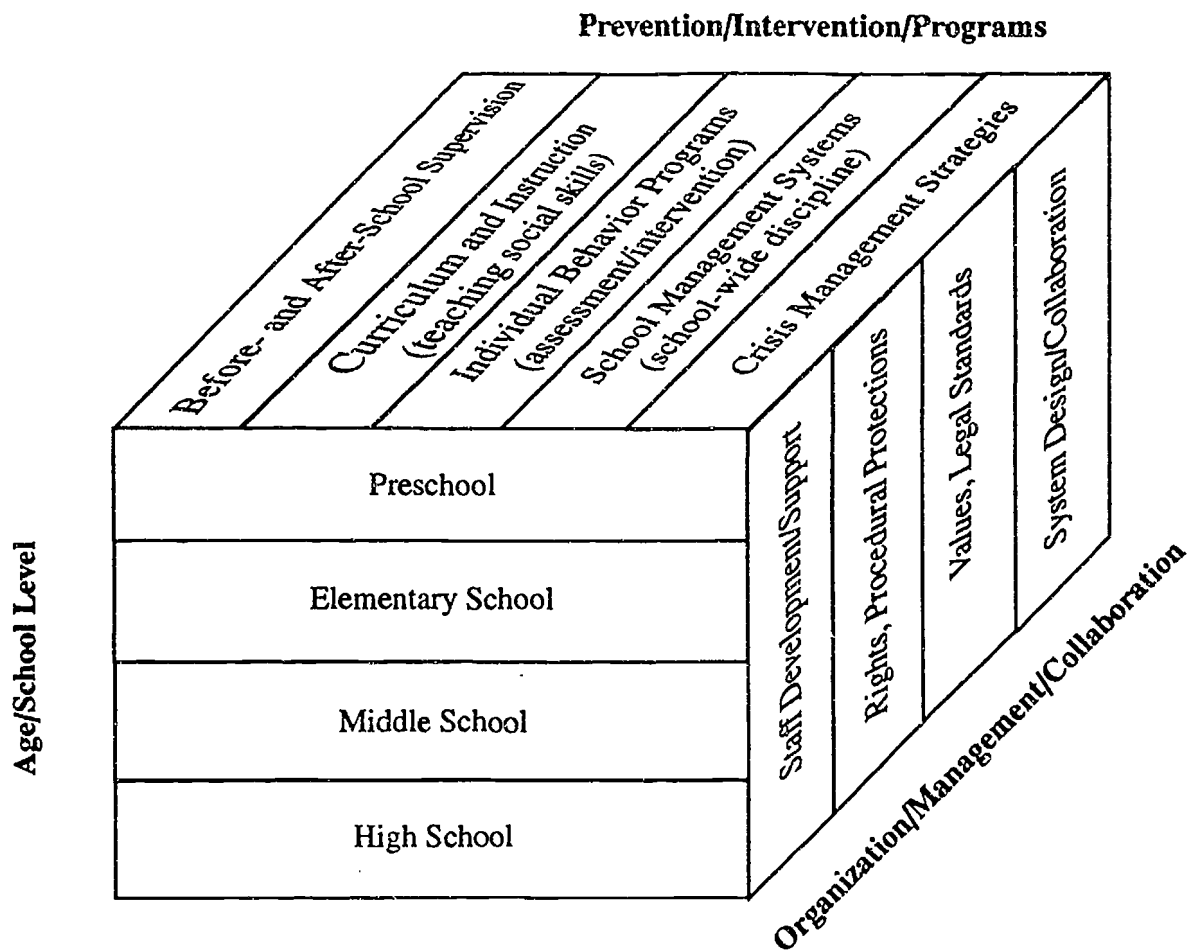 Prevention/Intervention/Programs
Before- and After-School Supervision
Curriculum and Instruction
(teaching social skills)
Individual Behavior Programs
(assessment/intervention)
School Management Systems
(school-wide discipline)
Crisis Management Strategies
Age/School Level
Preschool
Elementary School
Middle School
High School
Staff Development/Support
Rights, Procedural Protections
Values, Legal Standards
System Design/Collaboration
Organization/Management/Collaboration